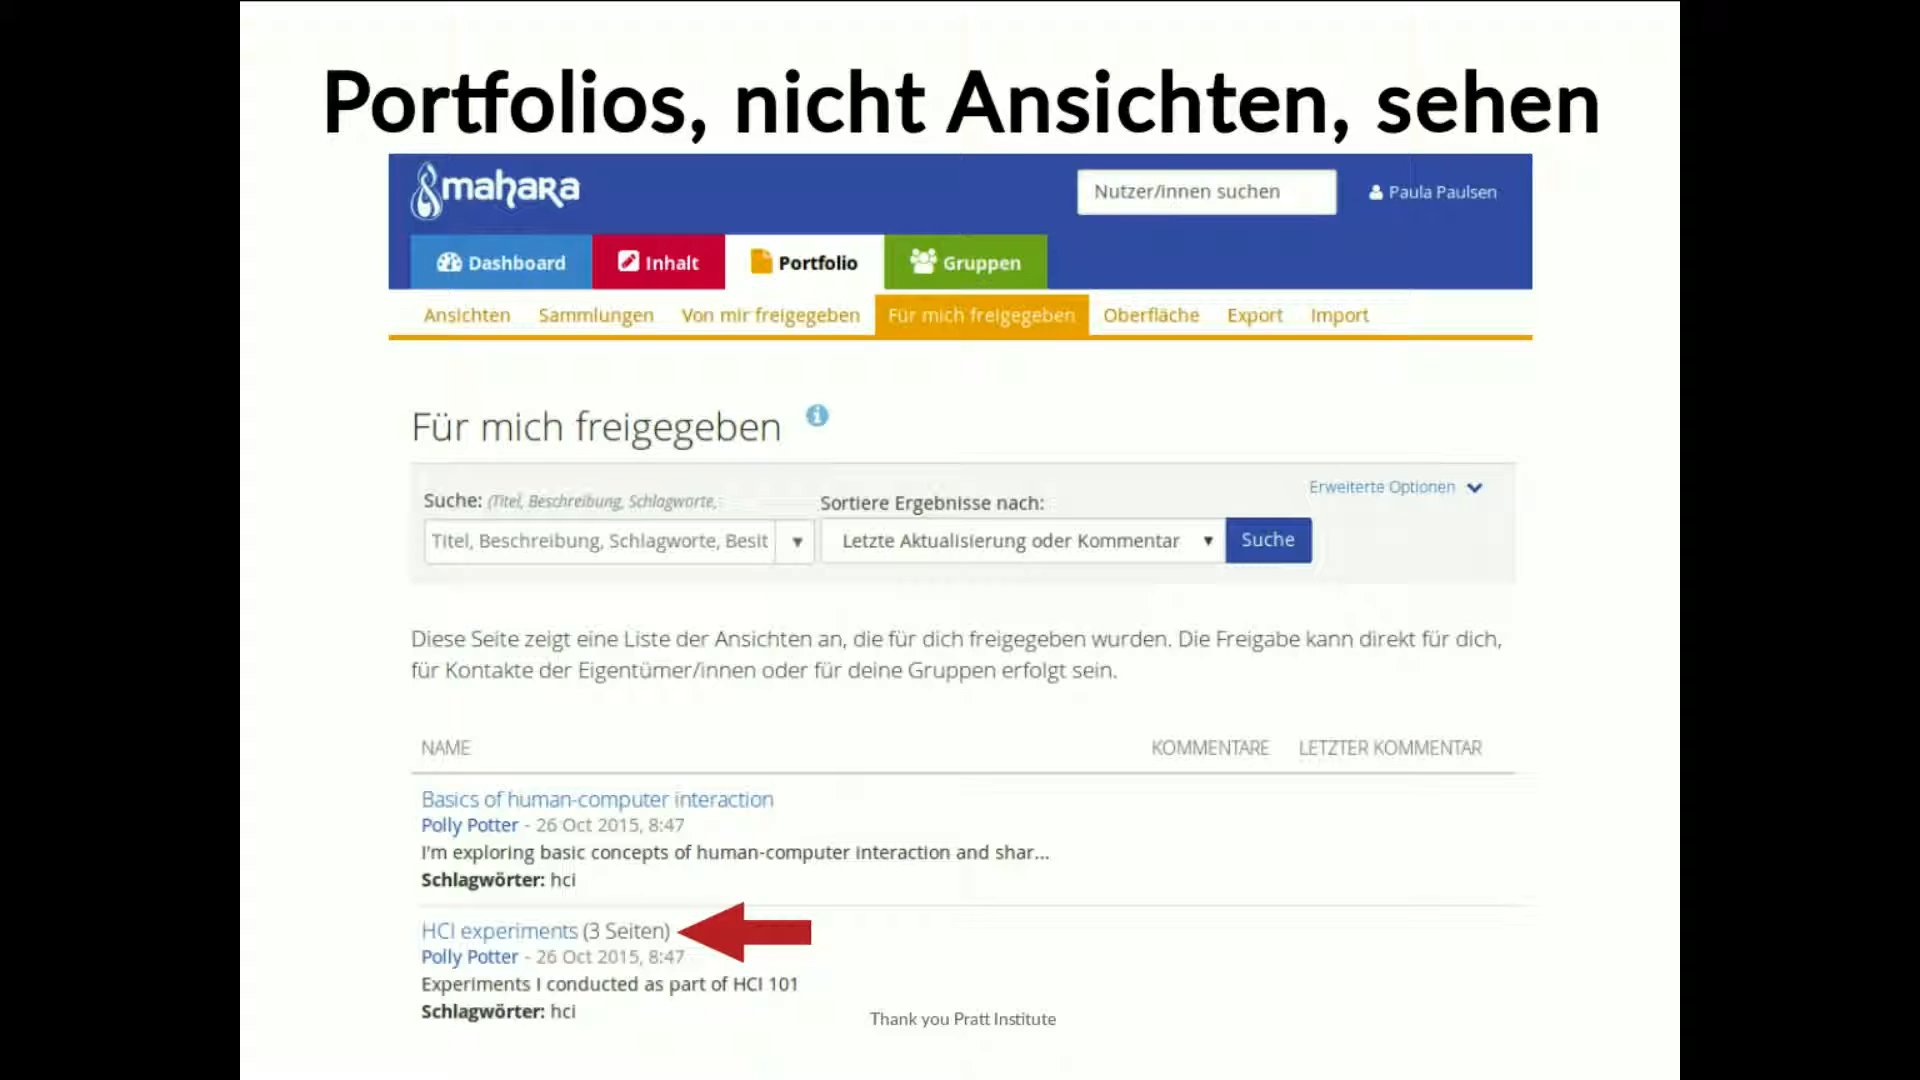 Portfolios, nicht Ansichten, sehen
mahara
Nutzer/innen suchen
Paula Paulsen
Dashboard
Inhalt
Portfolio
Gruppen
Ansichten
Sammlungen
Von mir freigegeben
Für mich freigegeben
Oberfläche
Export
Import
Für mich freigegeben
Erweiterte Optionen
Suche: (Titel, Beschreibung, Schlagworte,
Sortiere Ergebnisse nach:
Titel, Beschreibung, Schlagworte, Besit
Letzte Aktualisierung oder Kommentar
Suche
Diese Seite zeigt eine Liste der Ansichten an, die für dich freigegeben wurden. Die Freigabe kann direkt für dich,
für Kontakte der Eigentümer/innen oder für deine Gruppen erfolgt sein.
NAME
KOMMENTARE
LETZTER KOMMENTAR
Basics of human-computer interaction
Polly Potter - 26 Oct 2015, 8:47
I'm exploring basic concepts of human-computer interaction and shar...
Schlagwörter: hci
HCI experiments (3 Seiten)
Polly Potter - 26 Oct 2015, 8:47
Experiments I conducted as part of HCI 101
Schlagwörter: hci
Thank you Pratt Institute